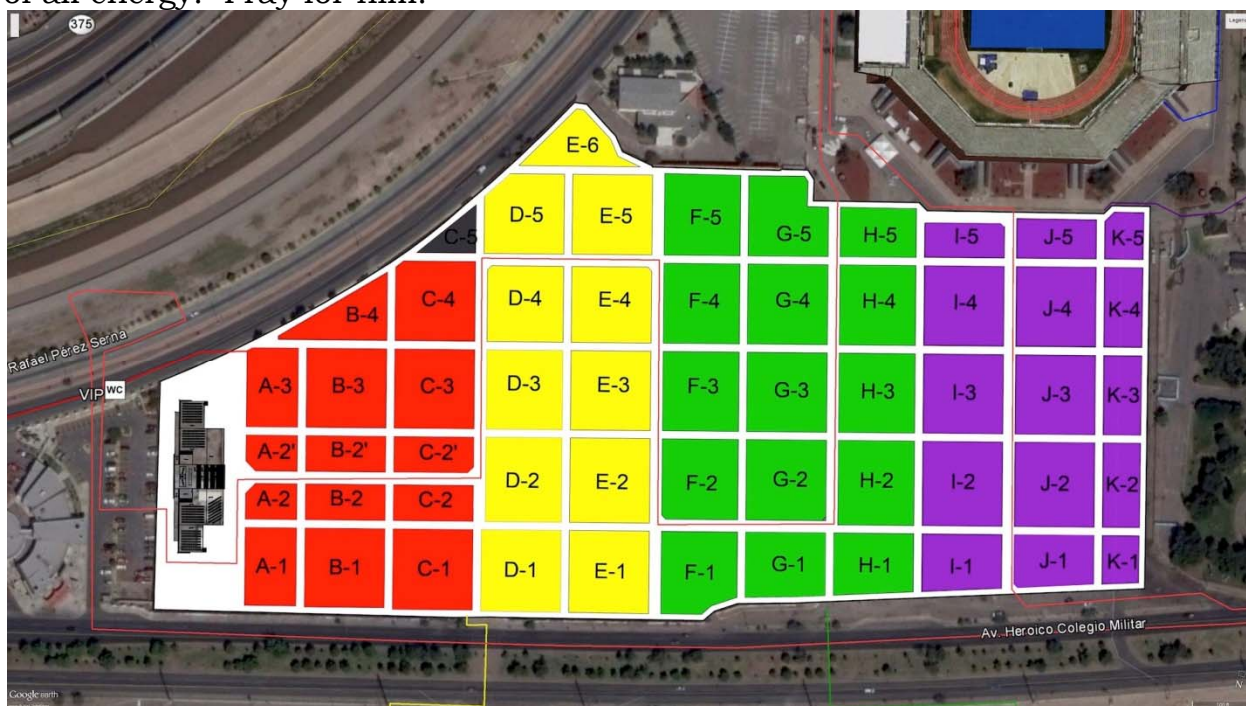 of all energy. Pray for him.
375
Legend
E-6
D-5 E-5 F-5 G-5 H-5 I-5 J-5 K-5
C-5
B-4 C-4 D-4 E-4 F-4 G-4 H-4 I-4 J-4 K-4
Rafael Pérez Serna
VIP WC
A-3 B-3 C-3 D-3 E-3 F-3 G-3 H-3 I-3 J-3 K-3
A-2' B-2' C-2'
A-2 B-2 C-2 D-2 E-2 F-2 G-2 H-2 I-2 J-2 K-2
A-1 B-1 C-1 D-1 E-1 F-1 G-1 H-1 I-1 J-1 K-1
Av. Heroico Colegio Militar
Google earth
N